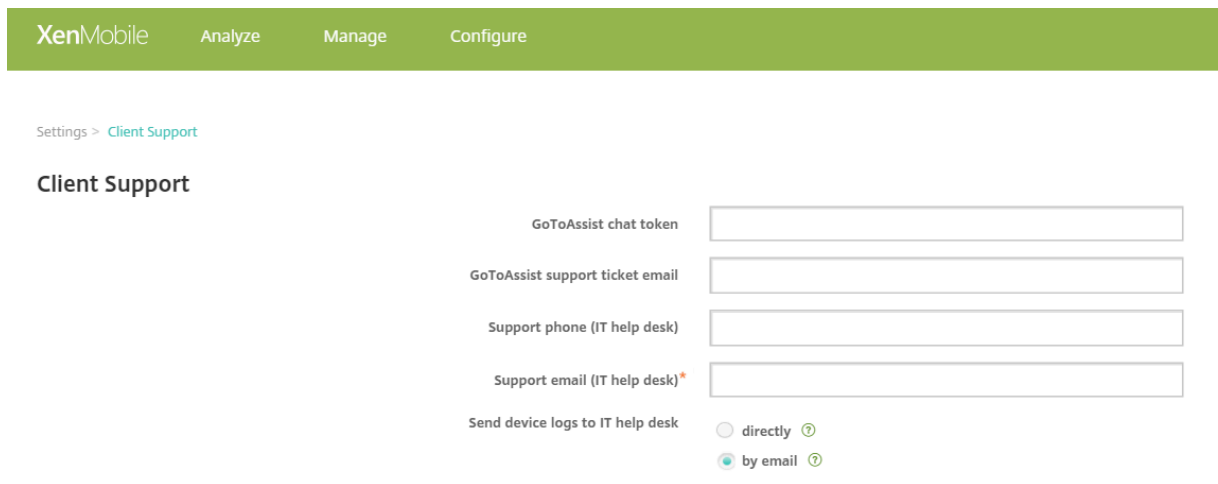 XenMobile Analyze Manage Configure
Settings > Client Support
Client Support
GoToAssist chat token
GoToAssist support ticket email
Support phone (IT help desk)
Support email (IT help desk)*
Send device logs to IT help desk
directly ?
by email ?